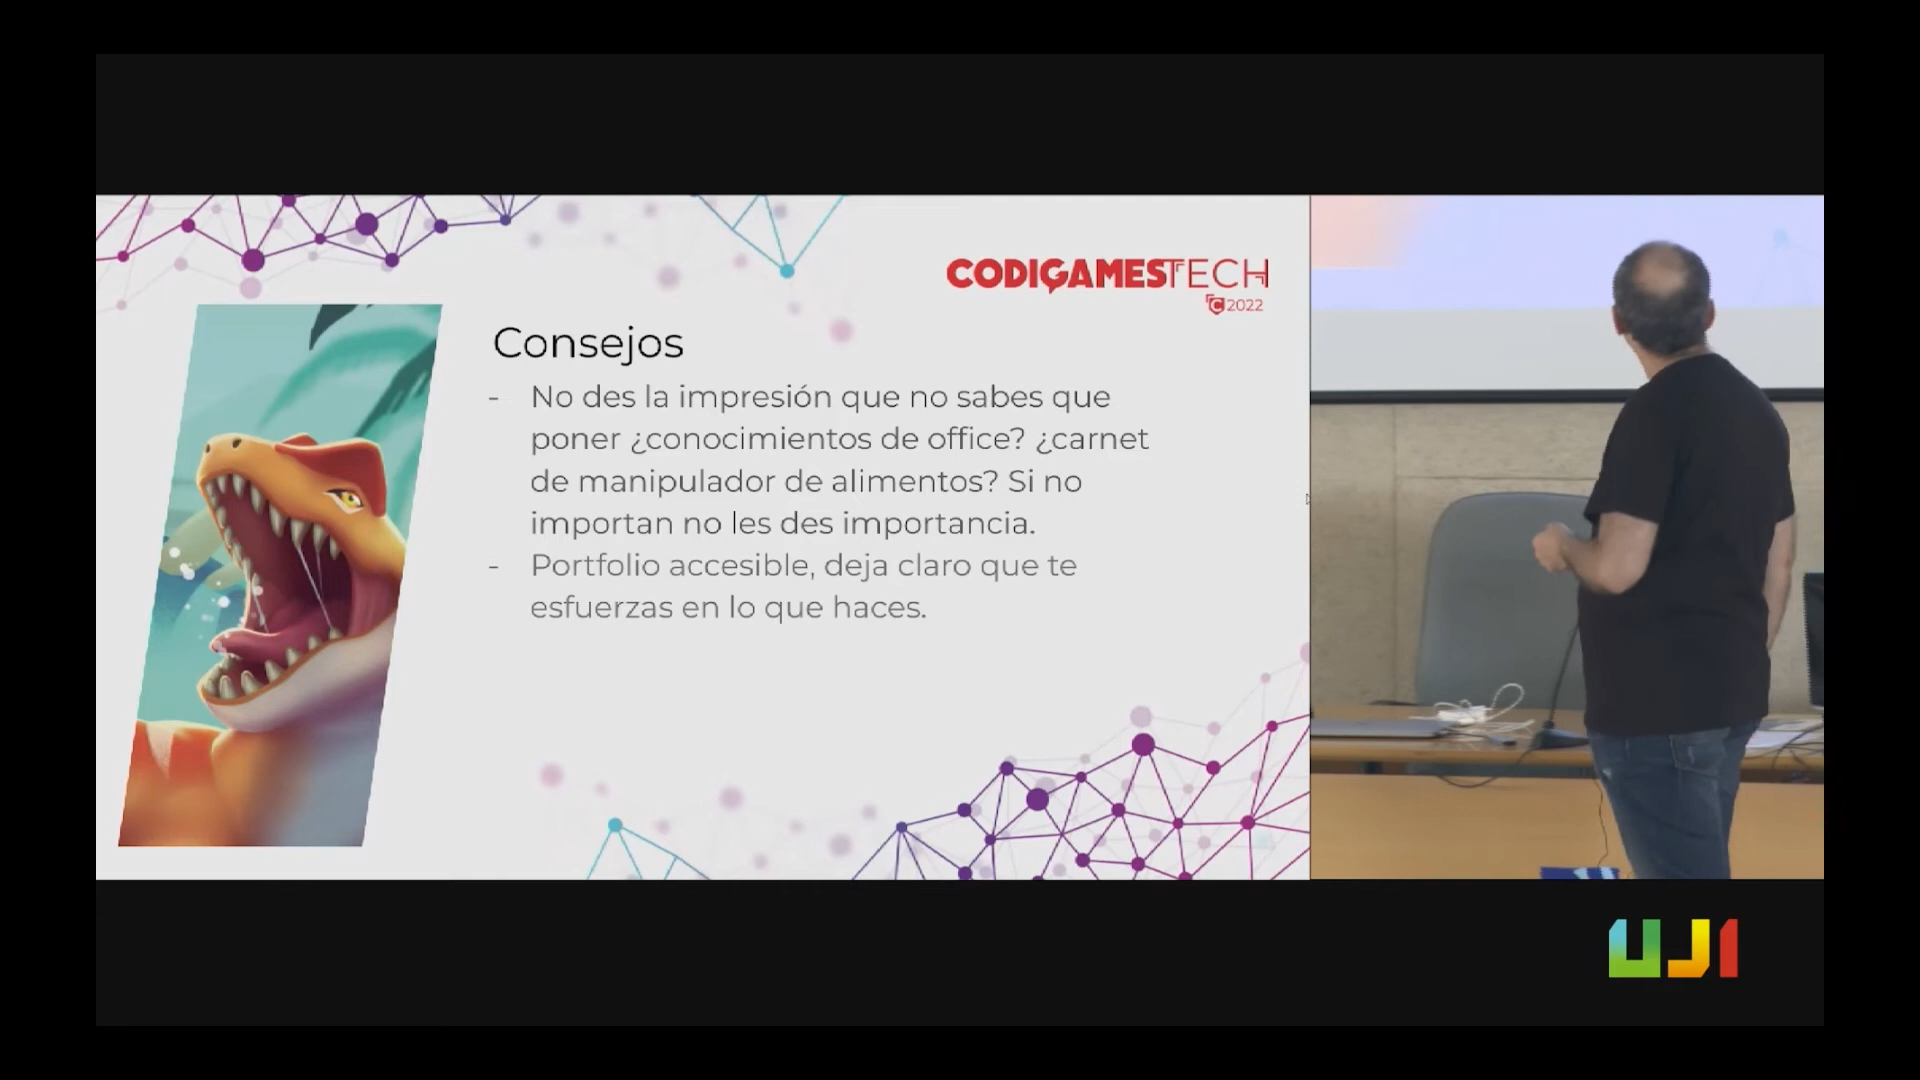 CODIGAMESTECH
C 2022
Consejos
- No des la impresión que no sabes que
poner ¿conocimientos de office? ¿carnet
de manipulador de alimentos? Si no
importan no les des importancia.
- Portfolio accesible, deja claro que te
esfuerzas en lo que haces.
UJI